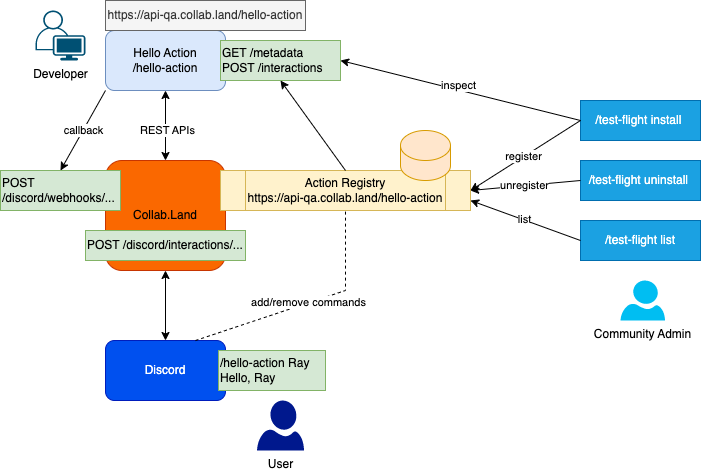 https://api-qa.collab.land/hello-action
Developer
Hello Action
/hello-action
GET /metadata
POST /interactions
inspect
callback
REST APIs
/test-flight install
register
POST
/discord/webhooks/...
Collab.Land
Action Registry
https://api-qa.collab.land/hello-action
unregister
/test-flight uninstall
list
/test-flight list
POST /discord/interactions/...
add/remove commands
Community Admin
Discord
/hello-action Ray
Hello, Ray
User